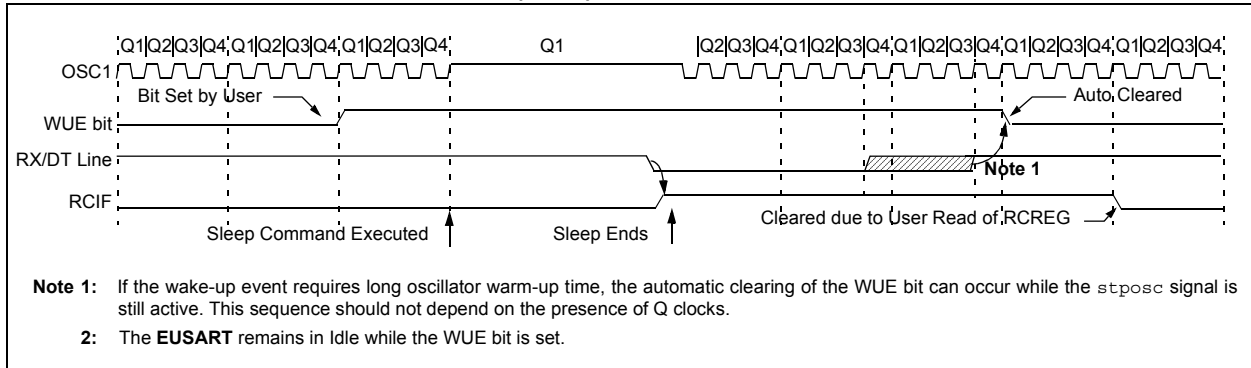 Q1|Q2|Q3|Q4|Q1|Q2|Q3|Q4|Q1|Q2|Q3|Q4 Q1 |Q2|Q3|Q4|Q1|Q2|Q3|Q4|Q1|Q2|Q3|Q4|Q1|Q2|Q3|Q4|Q1|Q2|Q3|Q4
OSC1
Bit Set by User
Auto Cleared
WUE bit
RX/DT Line
Note 1
RCIF
Cleared due to User Read of RCREG
Sleep Command Executed
Sleep Ends
Note 1: If the wake-up event requires long oscillator warm-up time, the automatic clearing of the WUE bit can occur while the stposc signal is
still active. This sequence should not depend on the presence of Q clocks.
2: The EUSART remains in Idle while the WUE bit is set.